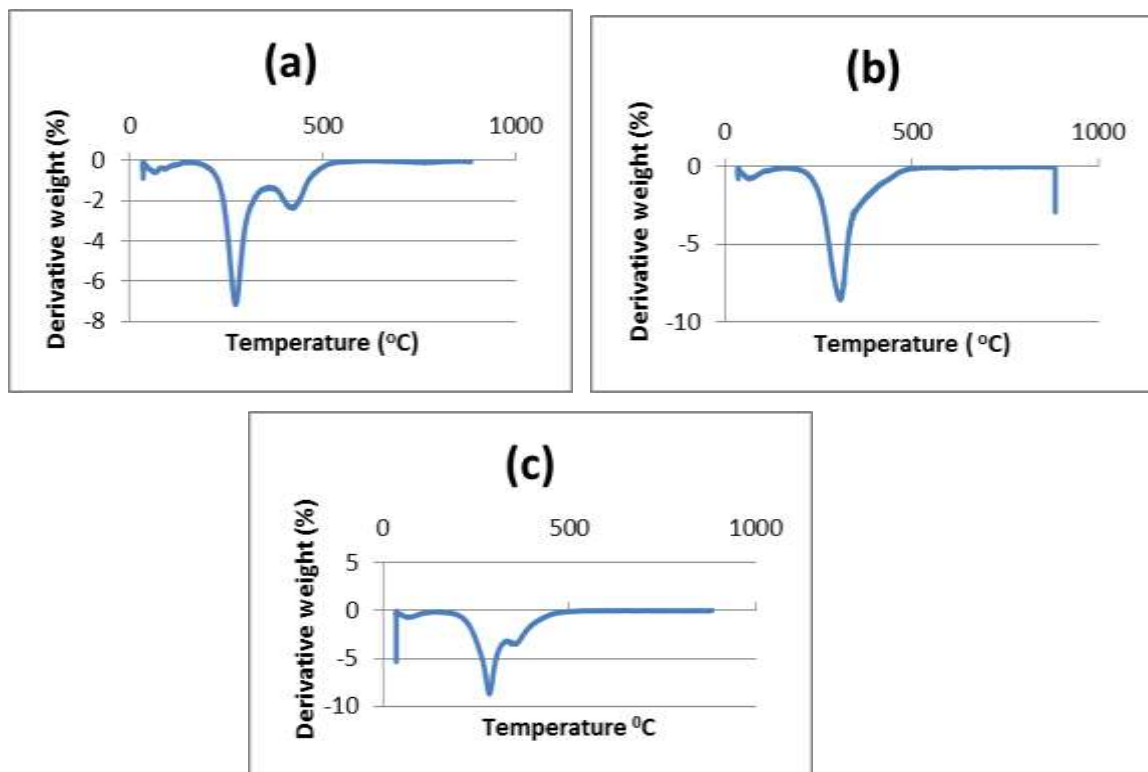 (a)
0 500 1000
0
-2
-4
-6
-8
Derivative weight (%)
Temperature (°C)
(b)
0 500 1000
0
-5
-10
Derivative weight (%)
Temperature ( °C)
(c)
0 500 1000
5
0
-5
-10
Derivative weight (%)
Temperature ⁰C